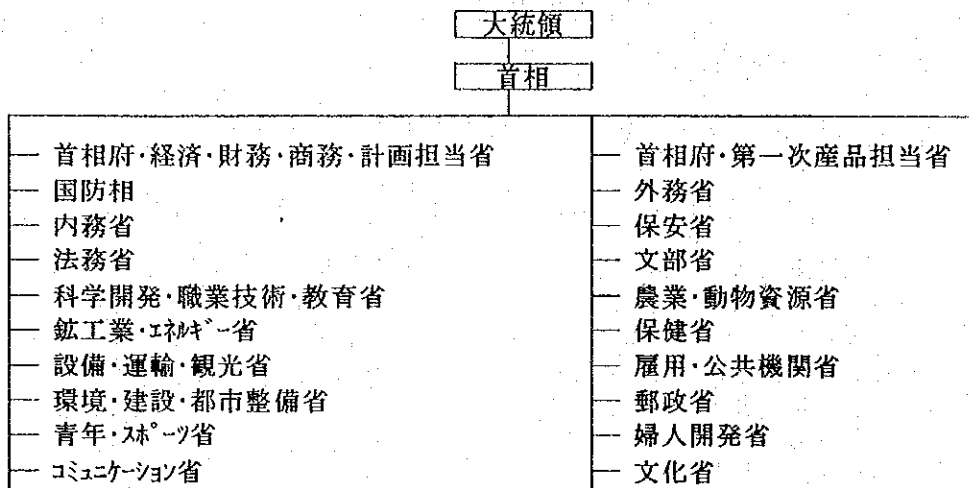 大統領
首相
首相府·経済·財務·商務·計画担当省
国防相
内務省
法務省
科学開発·職業技術·教育省
鉱工業·ｴﾈﾙｷﾞｰ省
設備·運輸·観光省
環境·建設·都市整備省
青年·ｽﾎﾟｰﾂ省
ｺﾐｭﾆｹｰｼｮﾝ省
首相府·第一次産品担当省
外務省
保安省
文部省
農業·動物資源省
保健省
雇用·公共機関省
郵政省
婦人開発省
文化省